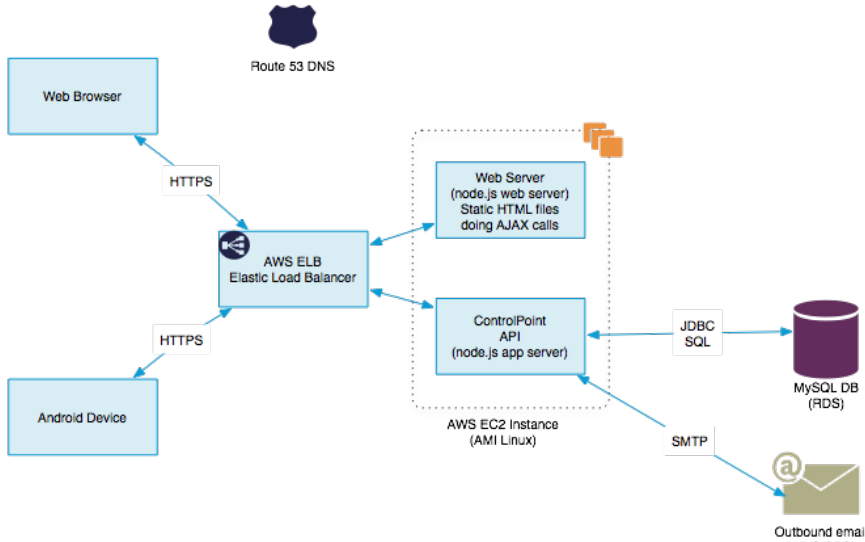 Route 53 DNS
Web Browser
HTTPS
Web Server
(node.js web server)
Static HTML files
doing AJAX calls
AWS ELB
Elastic Load Balancer
ControlPoint
API
(node.js app server)
JDBC
SQL
HTTPS
MySQL DB
(RDS)
Android Device
AWS EC2 Instance
(AMI Linux)
SMTP
@
Outbound emai